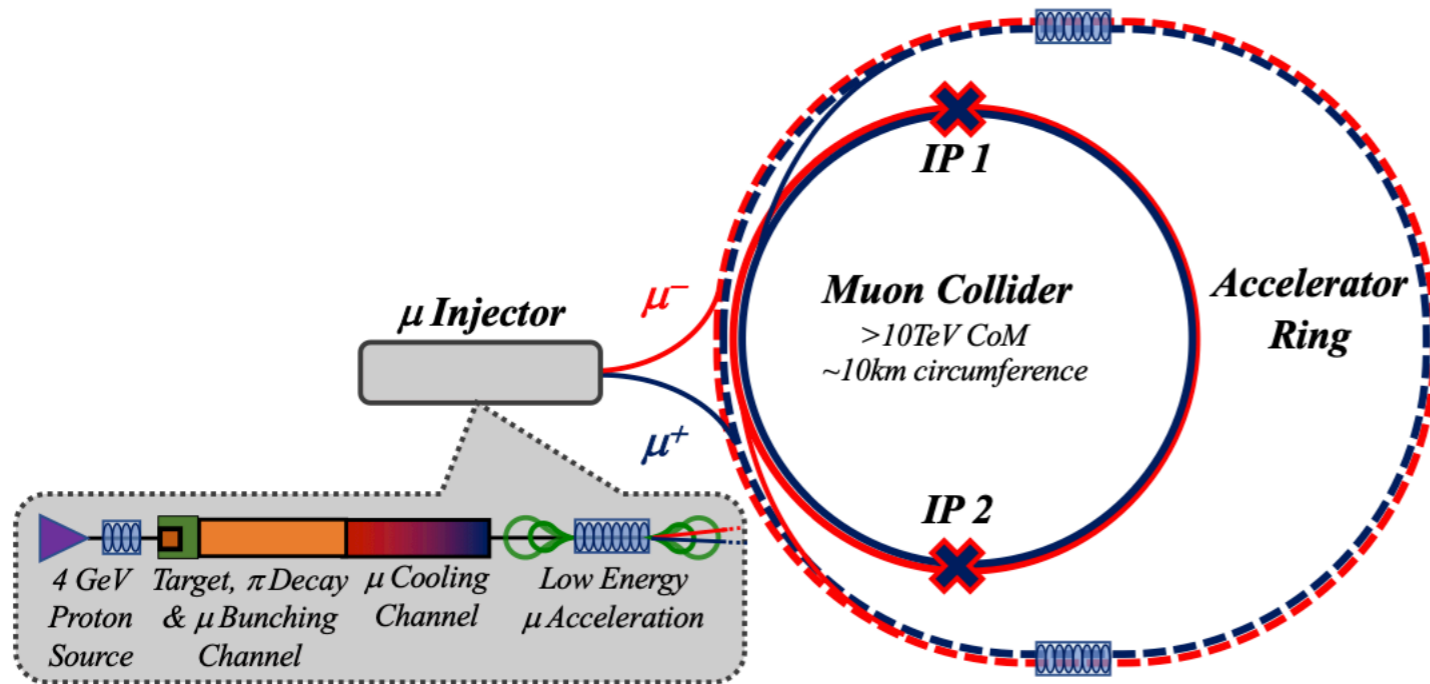 IP 1
μ⁻
μ Injector
Muon Collider
>10TeV CoM
~10km circumference
Accelerator
Ring
μ⁺
IP 2
4 GeV
Proton
Source
Target, π Decay
& μ Bunching
Channel
μ Cooling
Channel
Low Energy
μ Acceleration